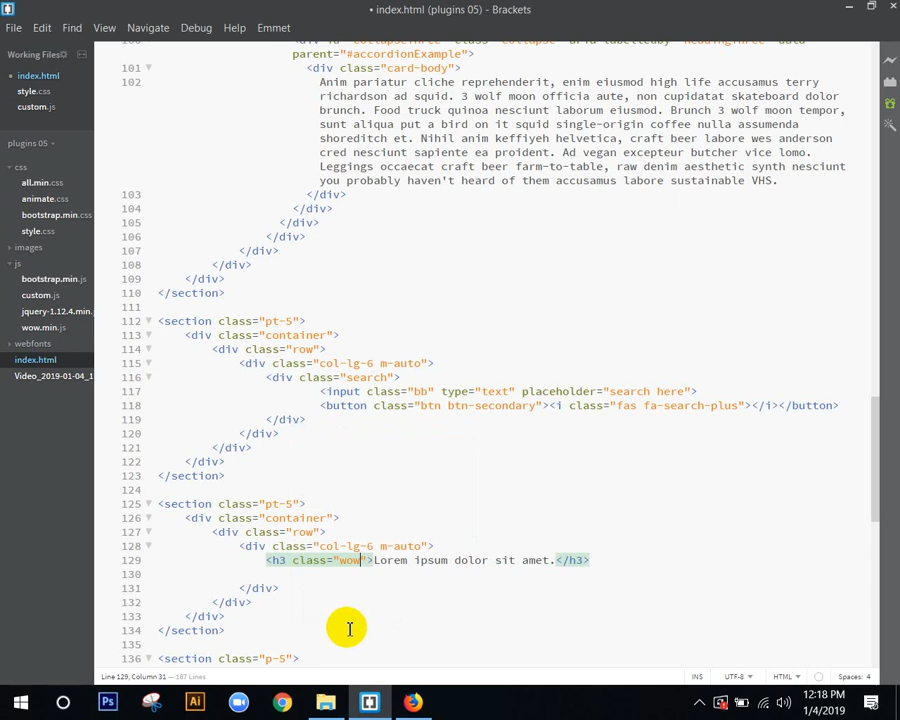 • index.html (plugins 05) - Brackets
File Edit Find View Navigate Debug Help Emmet
Working Files
index.html
style.css
custom.js
plugins 05
css
all.min.css
animate.css
bootstrap.min.css
style.css
images
js
bootstrap.min.js
custom.js
jquery-1.12.4.min.
wow.min.js
webfonts
index.html
Video_2019-01-04_1
parent="#accordionExample">
101 <div class="card-body">
102 Anim pariatur cliche reprehenderit, enim eiusmod high life accusamus terry
richardson ad squid. 3 wolf moon officia aute, non cupidatat skateboard dolor
brunch. Food truck quinoa nesciunt laborum eiusmod. Brunch 3 wolf moon tempor,
sunt aliqua put a bird on it squid single-origin coffee nulla assumenda
shoreditch et. Nihil anim keffiyeh helvetica, craft beer labore wes anderson
cred nesciunt sapiente ea proident. Ad vegan excepteur butcher vice lomo.
Leggings occaecat craft beer farm-to-table, raw denim aesthetic synth nesciunt
you probably haven't heard of them accusamus labore sustainable VHS.
103 </div>
104 </div>
105 </div>
106 </div>
107 </div>
108 </div>
109 </div>
110 </section>
111
112 <section class="pt-5">
113 <div class="container">
114 <div class="row">
115 <div class="col-lg-6 m-auto">
116 <div class="search">
117 <input class="bb" type="text" placeholder="search here">
118 <button class="btn btn-secondary"><i class="fas fa-search-plus"></i></button>
119 </div>
120 </div>
121 </div>
122 </div>
123 </section>
124
125 <section class="pt-5">
126 <div class="container">
127 <div class="row">
128 <div class="col-lg-6 m-auto">
129 <h3 class="wow">Lorem ipsum dolor sit amet.</h3>
130
131 </div>
132 </div>
133 </div>
134 </section>
135
136 <section class="p-5">
Line 129, Column 31 — 187 Lines
INS UTF-8 HTML Spaces: 4
12:18 PM
1/4/2019